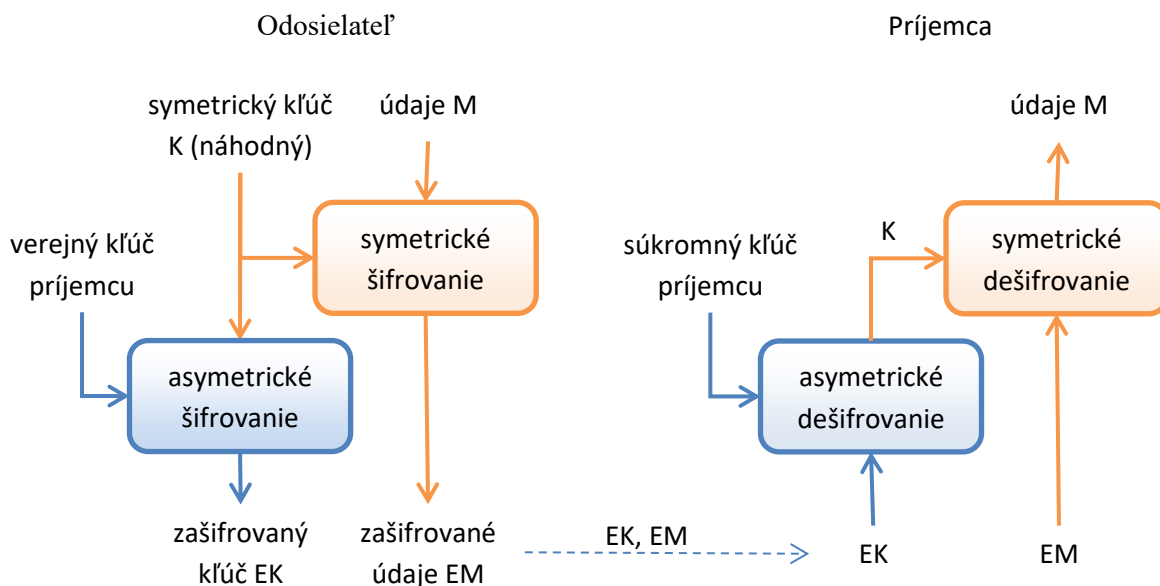 Odosielateľ
Príjemca
symetrický kľúč
K (náhodný)
údaje M
symetrické
šifrovanie
verejný kľúč
príjemcu
asymetrické
šifrovanie
zašifrovaný
kľúč EK
zašifrované
údaje EM
EK, EM
údaje M
K
symetrické
dešifrovanie
súkromný kľúč
príjemcu
asymetrické
dešifrovanie
EK
EM